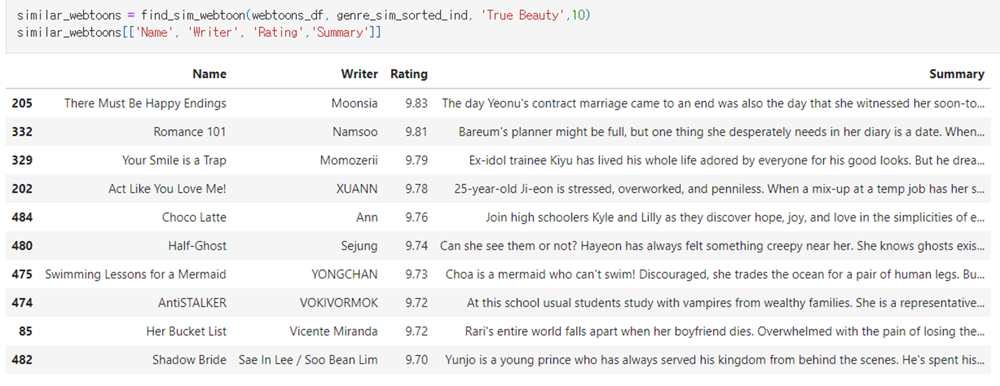 similar_webtoons = find_sim_webtoon(webtoons_df, genre_sim_sorted_ind, 'True Beauty',10)
similar_webtoons[['Name', 'Writer', 'Rating','Summary']]
Name Writer Rating Summary
205 There Must Be Happy Endings Moonsia 9.83 The day Yeonu's contract marriage came to an end was also the day that she witnessed her soon-to...
332 Romance 101 Namsoo 9.81 Bareum's planner might be full, but one thing she desperately needs in her diary is a date. When...
329 Your Smile is a Trap Momozerii 9.79 Ex-idol trainee Kiyu has lived his whole life adored by everyone for his good looks. But he drea...
202 Act Like You Love Me! XUANN 9.78 25-year-old Ji-eon is stressed, overworked, and penniless. When a mix-up at a temp job has her s...
484 Choco Latte Ann 9.76 Join high schoolers Kyle and Lilly as they discover hope, joy, and love in the simplicities of e...
480 Half-Ghost Sejung 9.74 Can she see them or not? Hayeon has always felt something creepy near her. She knows ghosts exis...
475 Swimming Lessons for a Mermaid YONGCHAN 9.73 Choa is a mermaid who can't swim! Discouraged, she trades the ocean for a pair of human legs. Bu...
474 AntiSTALKER VOKIVORMOK 9.72 At this school usual students study with vampires from wealthy families. She is a representative...
85 Her Bucket List Vicente Miranda 9.72 Rari's entire world falls apart when her boyfriend dies. Overwhelmed with the pain of losing the...
482 Shadow Bride Sae In Lee / Soo Bean Lim 9.70 Yunjo is a young prince who has always served his kingdom from behind the scenes. He's spent his...